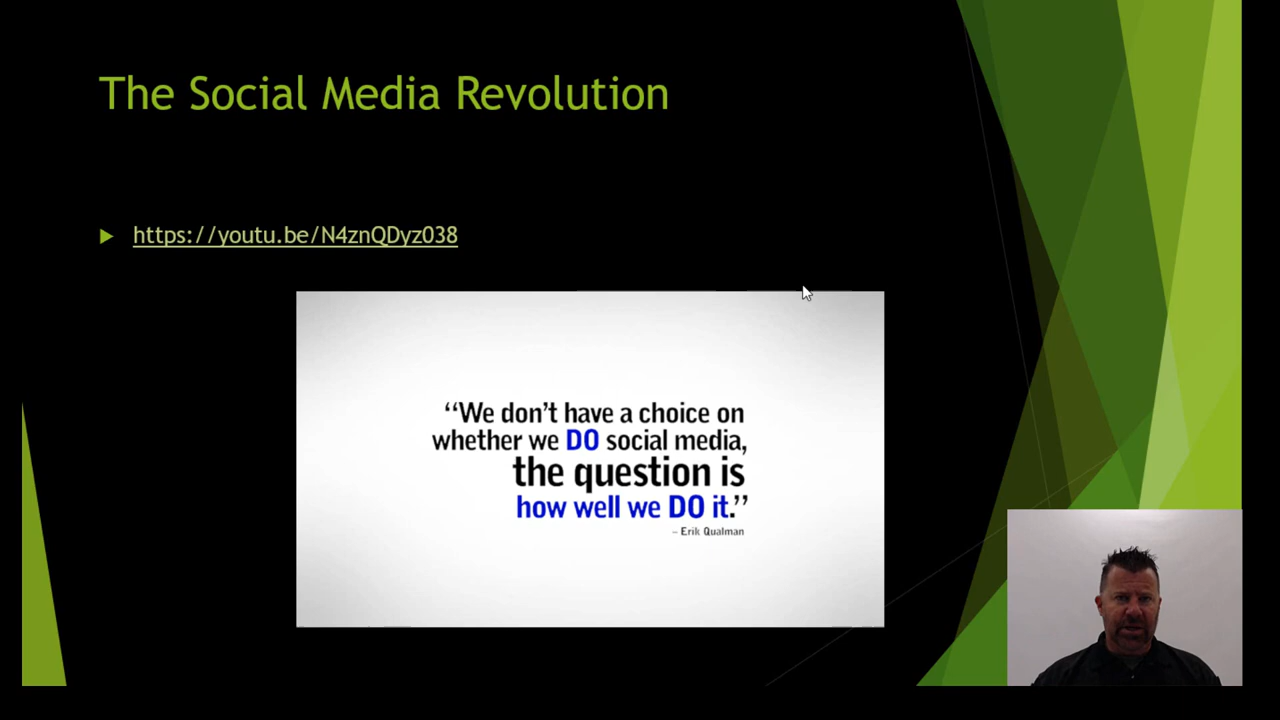 The Social Media Revolution
https://youtu.be/N4znQDyz038
“We don’t have a choice on
whether we DO social media,
the question is
how well we DO it.”
– Erik Qualman